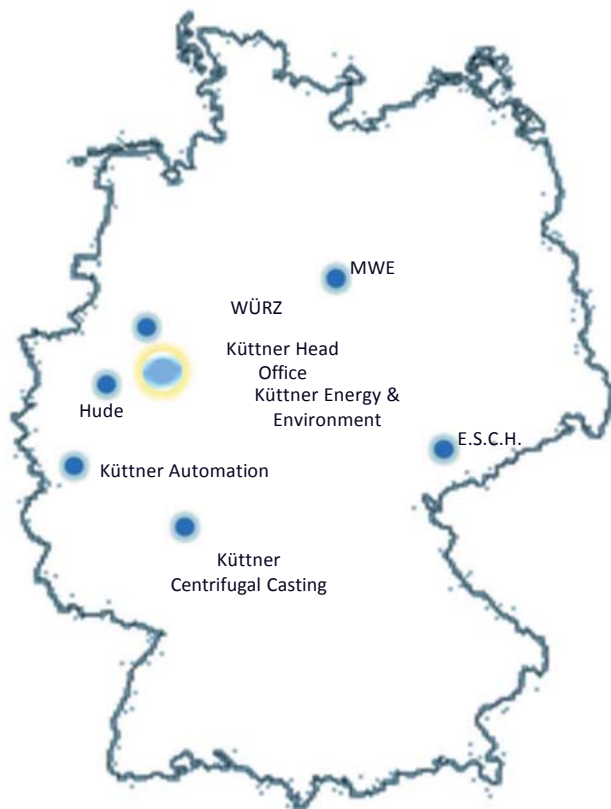 MWE
WÜRZ
Küttner Head
Office
Küttner Energy &
Environment
Hude
E.S.C.H.
Küttner Automation
Küttner
Centrifugal Casting